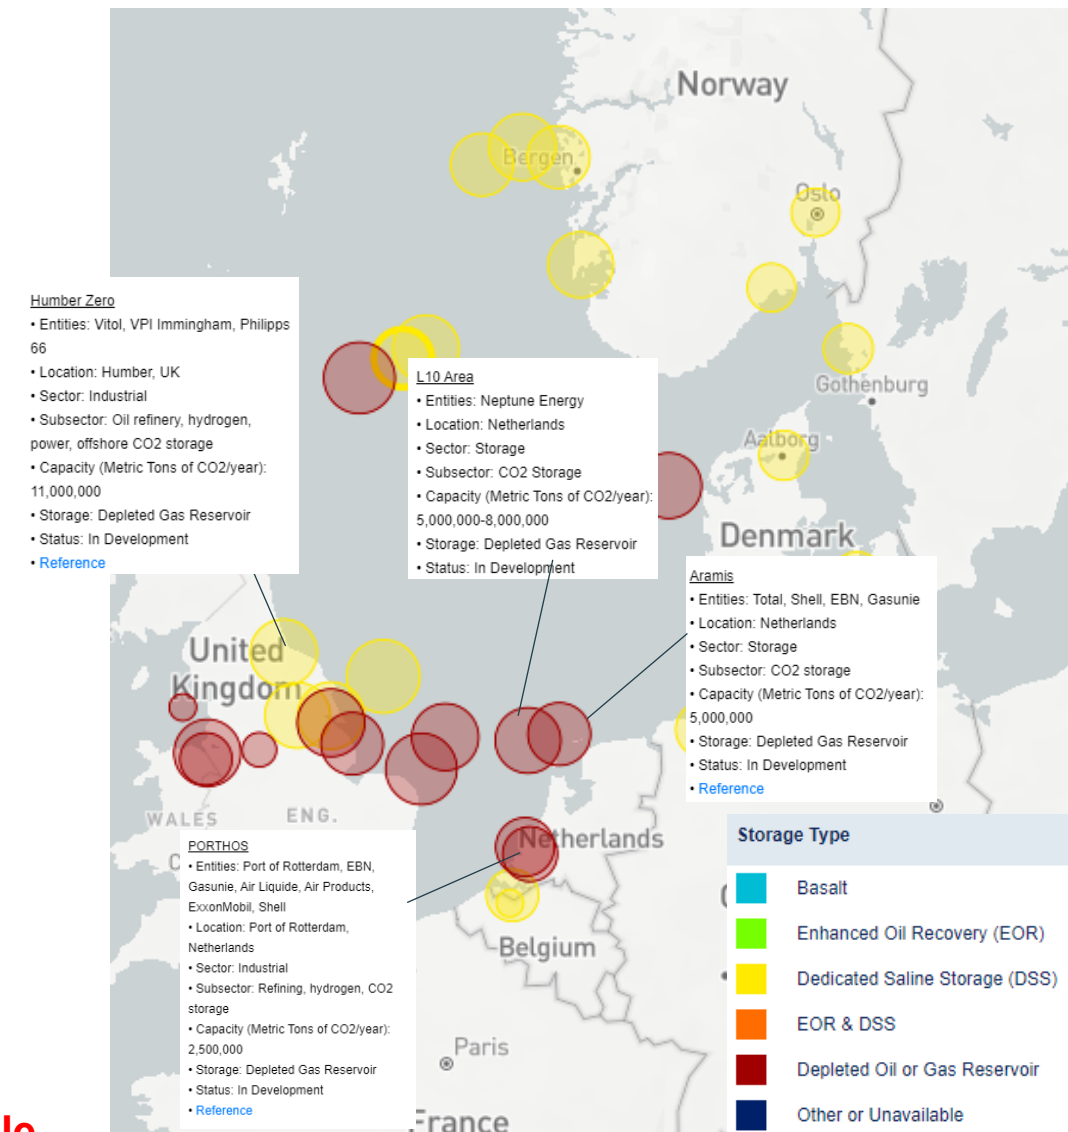 Norway
Bergen
Oslo
Humber Zero
• Entities: Vitol, VPI Immingham, Philipps
66
• Location: Humber, UK
• Sector: Industrial
• Subsector: Oil refinery, hydrogen,
power, offshore CO2 storage
• Capacity (Metric Tons of CO2/year):
11,000,000
• Storage: Depleted Gas Reservoir
• Status: In Development
• Reference
L10 Area
• Entities: Neptune Energy
• Location: Netherlands
• Sector: Storage
• Subsector: CO2 Storage
• Capacity (Metric Tons of CO2/year):
5,000,000-8,000,000
• Storage: Depleted Gas Reservoir
• Status: In Development
Gothenburg
Aalborg
Denmark
Aramis
• Entities: Total, Shell, EBN, Gasunie
• Location: Netherlands
• Sector: Storage
• Subsector: CO2 storage
• Capacity (Metric Tons of CO2/year):
5,000,000
• Storage: Depleted Gas Reservoir
• Status: In Development
• Reference
United
Kingdom
WALES
ENG.
PORTHOS
• Entities: Port of Rotterdam, EBN,
Gasunie, Air Liquide, Air Products,
ExxonMobil, Shell
• Location: Port of Rotterdam,
Netherlands
• Sector: Industrial
• Subsector: Refining, hydrogen, CO2
storage
• Capacity (Metric Tons of CO2/year):
2,500,000
• Storage: Depleted Gas Reservoir
• Status: In Development
• Reference
Netherlands
Belgium
Paris
France
Storage Type
Basalt
Enhanced Oil Recovery (EOR)
Dedicated Saline Storage (DSS)
EOR & DSS
Depleted Oil or Gas Reservoir
Other or Unavailable